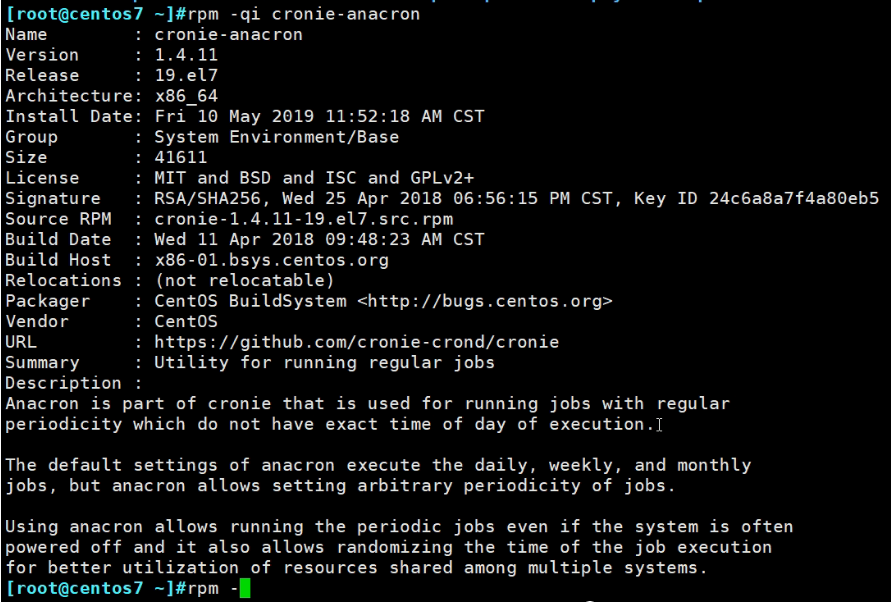 [root@centos7 ~]#rpm -qi cronie-anacron
Name        : cronie-anacron
Version     : 1.4.11
Release     : 19.el7
Architecture: x86_64
Install Date: Fri 10 May 2019 11:52:18 AM CST
Group       : System Environment/Base
Size        : 41611
License     : MIT and BSD and ISC and GPLv2+
Signature   : RSA/SHA256, Wed 25 Apr 2018 06:56:15 PM CST, Key ID 24c6a8a7f4a80eb5
Source RPM  : cronie-1.4.11-19.el7.src.rpm
Build Date  : Wed 11 Apr 2018 09:48:23 AM CST
Build Host  : x86-01.bsys.centos.org
Relocations : (not relocatable)
Packager    : CentOS BuildSystem <http://bugs.centos.org>
Vendor      : CentOS
URL         : https://github.com/cronie-crond/cronie
Summary     : Utility for running regular jobs
Description :
Anacron is part of cronie that is used for running jobs with regular
periodicity which do not have exact time of day of execution.
The default settings of anacron execute the daily, weekly, and monthly
jobs, but anacron allows setting arbitrary periodicity of jobs.
Using anacron allows running the periodic jobs even if the system is often
powered off and it also allows randomizing the time of the job execution
for better utilization of resources shared among multiple systems.
[root@centos7 ~]#rpm -